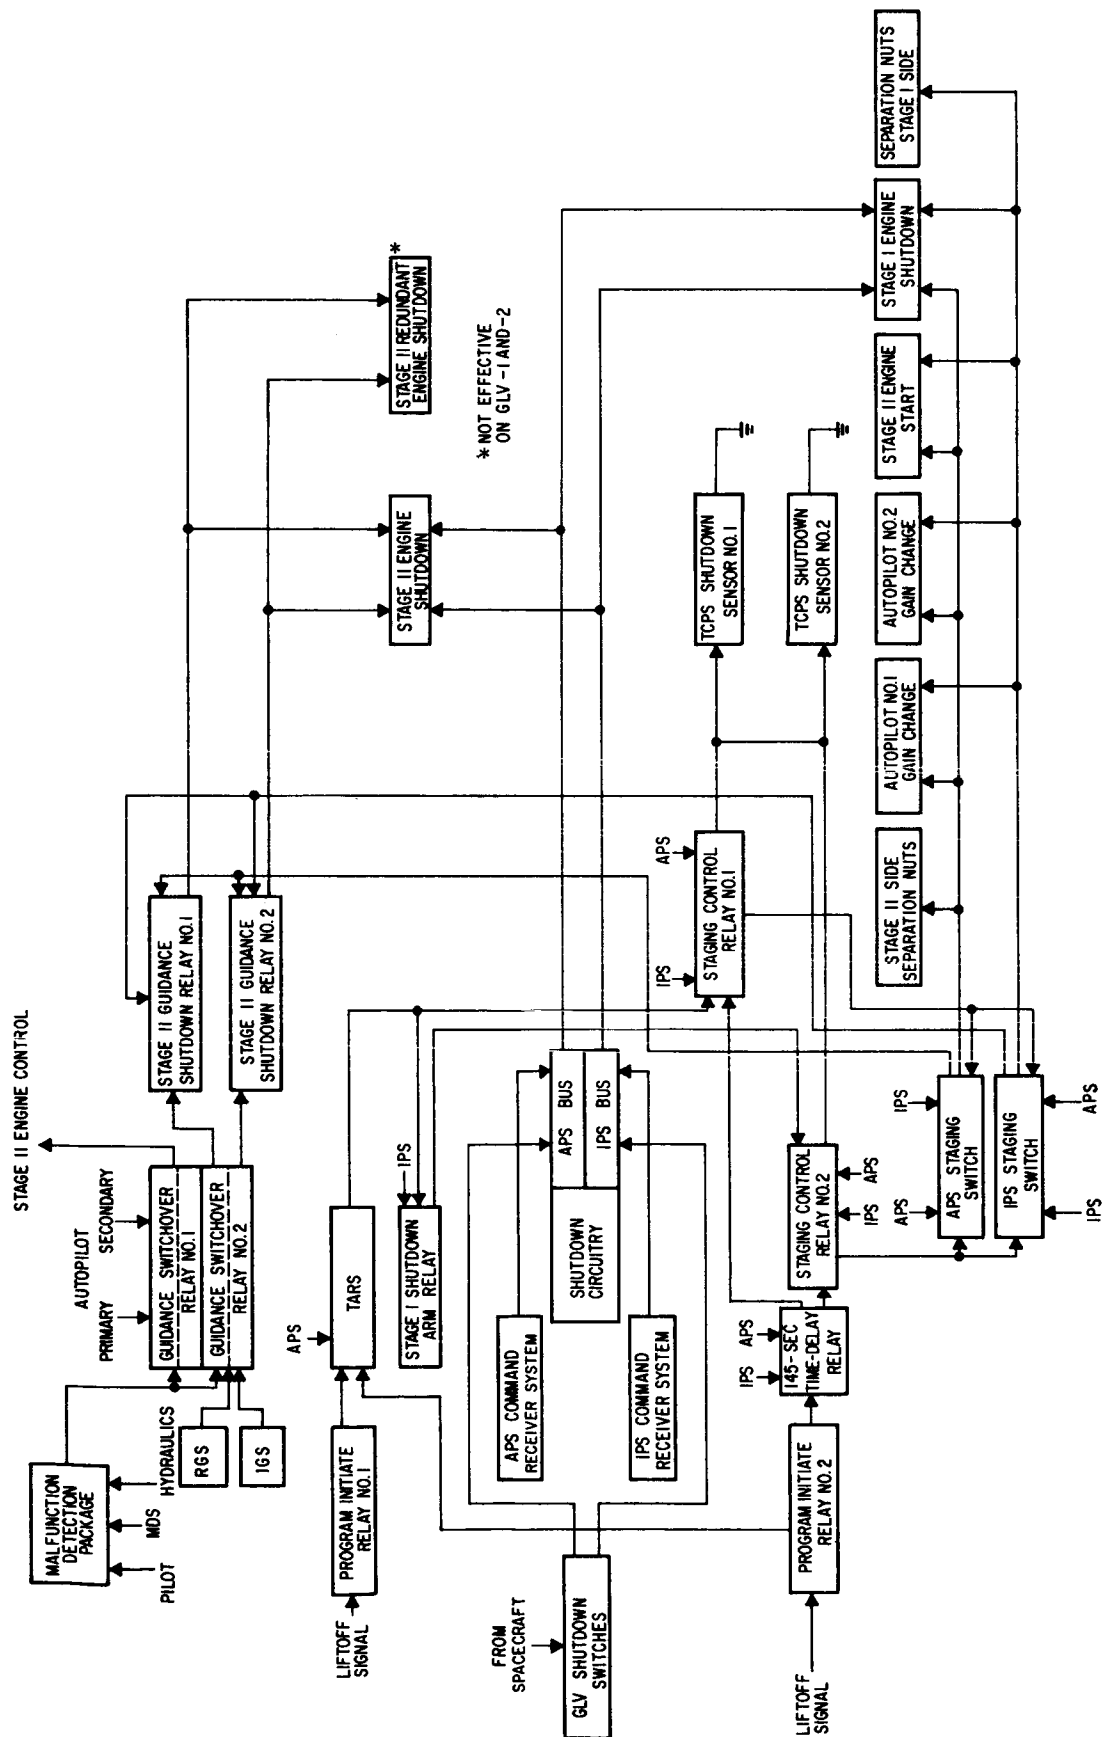 STAGE II ENGINE CONTROL
AUTOPILOT
PRIMARY
SECONDARY
MALFUNCTION
DETECTION
PACKAGE
PILOT
MDS
HYDRAULICS
RGS
IGS
GUIDANCE SWITCHOVER
RELAY NO.1
GUIDANCE SWITCHOVER
RELAY NO.2
STAGE II GUIDANCE
SHUTDOWN RELAY NO.1
STAGE II GUIDANCE
SHUTDOWN RELAY NO.2
STAGE II REDUNDANT
ENGINE SHUTDOWN
*
* NOT EFFECTIVE
ON GLV-1 AND-2
STAGE II ENGINE
SHUTDOWN
LIFTOFF
SIGNAL
PROGRAM INITIATE
RELAY NO.1
APS
TARS
IPS
STAGE I SHUTDOWN
ARM RELAY
FROM
SPACECRAFT
GLV SHUTDOWN
SWITCHES
APS COMMAND
RECEIVER SYSTEM
IPS COMMAND
RECEIVER SYSTEM
SHUTDOWN
CIRCUITRY
APS BUS
IPS BUS
IPS
APS
STAGING CONTROL
RELAY NO.1
TCPS SHUTDOWN
SENSOR NO.1
TCPS SHUTDOWN
SENSOR NO.2
LIFTOFF
SIGNAL
PROGRAM INITIATE
RELAY NO.2
IPS
APS
145-SEC
TIME-DELAY
RELAY
STAGING CONTROL
RELAY NO.2
IPS
APS
APS
IPS
APS STAGING
SWITCH
IPS STAGING
SWITCH
IPS
APS
STAGE II SIDE
SEPARATION NUTS
AUTOPILOT NO.1
GAIN CHANGE
AUTOPILOT NO.2
GAIN CHANGE
STAGE II ENGINE
START
STAGE I ENGINE
SHUTDOWN
SEPARATION NUTS
STAGE I SIDE